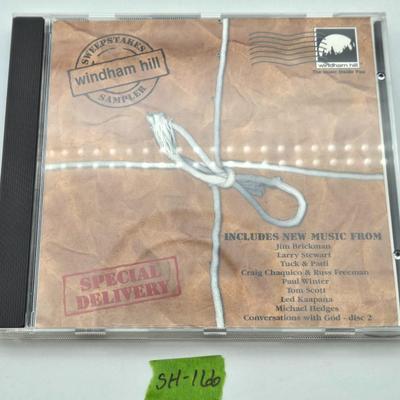 SWEEPSTAKES
windham hill
SAMPLER
windham hill
The Music Inside You
INCLUDES NEW MUSIC FROM
Jim Brickman
Larry Stewart
Tuck & Patti
Craig Chaquico & Russ Freeman
Paul Winter
Tom Scott
Led Kaapana
Michael Hedges
Conversations with God - disc 2
SPECIAL
DELIVERY
SH-166